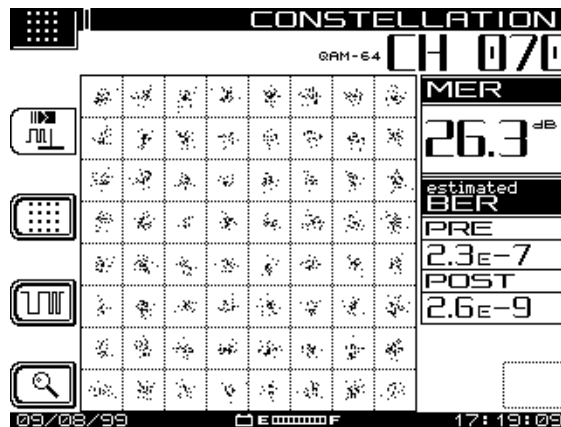 CONSTELLATION
QAM-64 CH 070
MER
26.3 dB
estimated
BER
PRE
2.3E-7
POST
2.6E-9
09/08/99 E F 17:19:09